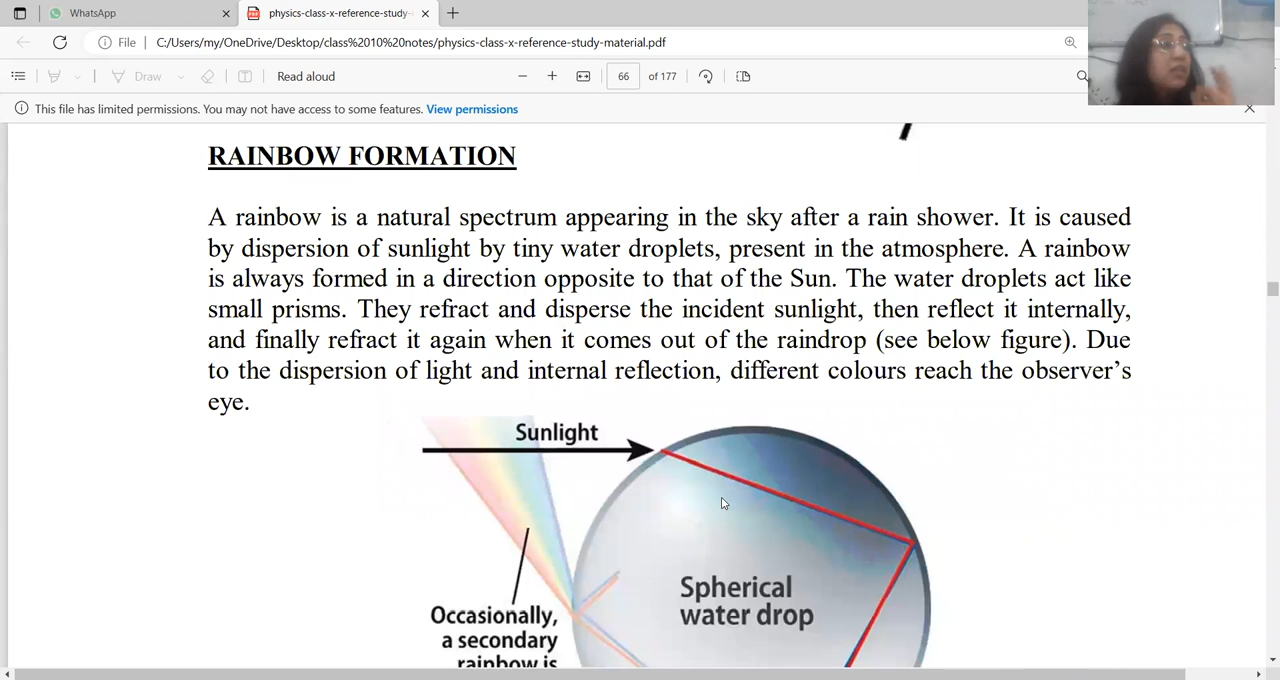 WhatsApp
physics-class-x-reference-study-
File
C:/Users/my/OneDrive/Desktop/class%2010%20notes/physics-class-x-reference-study-material.pdf
Draw
Read aloud
66 of 177
This file has limited permissions. You may not have access to some features. View permissions
RAINBOW FORMATION
A rainbow is a natural spectrum appearing in the sky after a rain shower. It is caused
by dispersion of sunlight by tiny water droplets, present in the atmosphere. A rainbow
is always formed in a direction opposite to that of the Sun. The water droplets act like
small prisms. They refract and disperse the incident sunlight, then reflect it internally,
and finally refract it again when it comes out of the raindrop (see below figure). Due
to the dispersion of light and internal reflection, different colours reach the observer's
eye.
Sunlight
Spherical
water drop
Occasionally,
a secondary
rainbow is